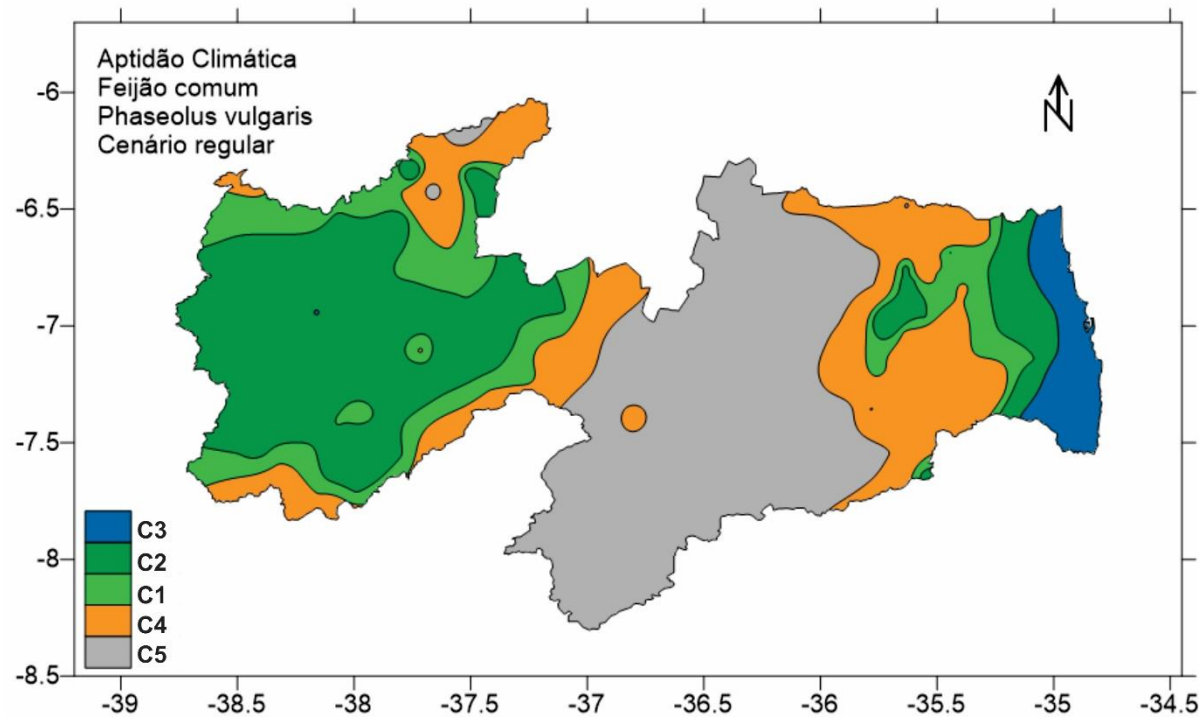 Aptidão Climática
Feijão comum
Phaseolus vulgaris
Cenário regular
N
-6
-6.5
-7
-7.5
-8
-8.5
C3
C2
C1
C4
C5
-39
-38.5
-38
-37.5
-37
-36.5
-36
-35.5
-35
-34.5